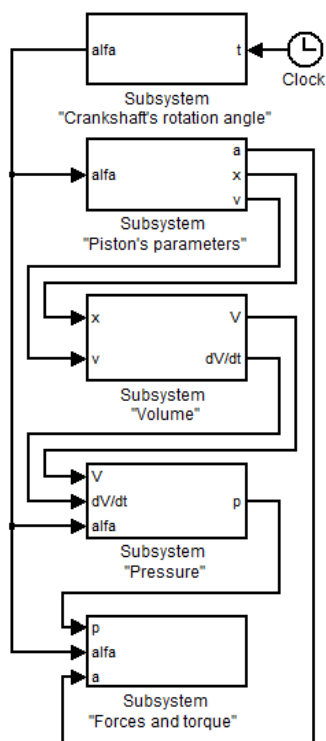 alfa
t
Clock
Subsystem
"Crankshaft's rotation angle"
alfa
a
x
v
Subsystem
"Piston's parameters"
x
v
V
dV/dt
Subsystem
"Volume"
V
dV/dt
alfa
p
Subsystem
"Pressure"
p
alfa
a
Subsystem
"Forces and torque"